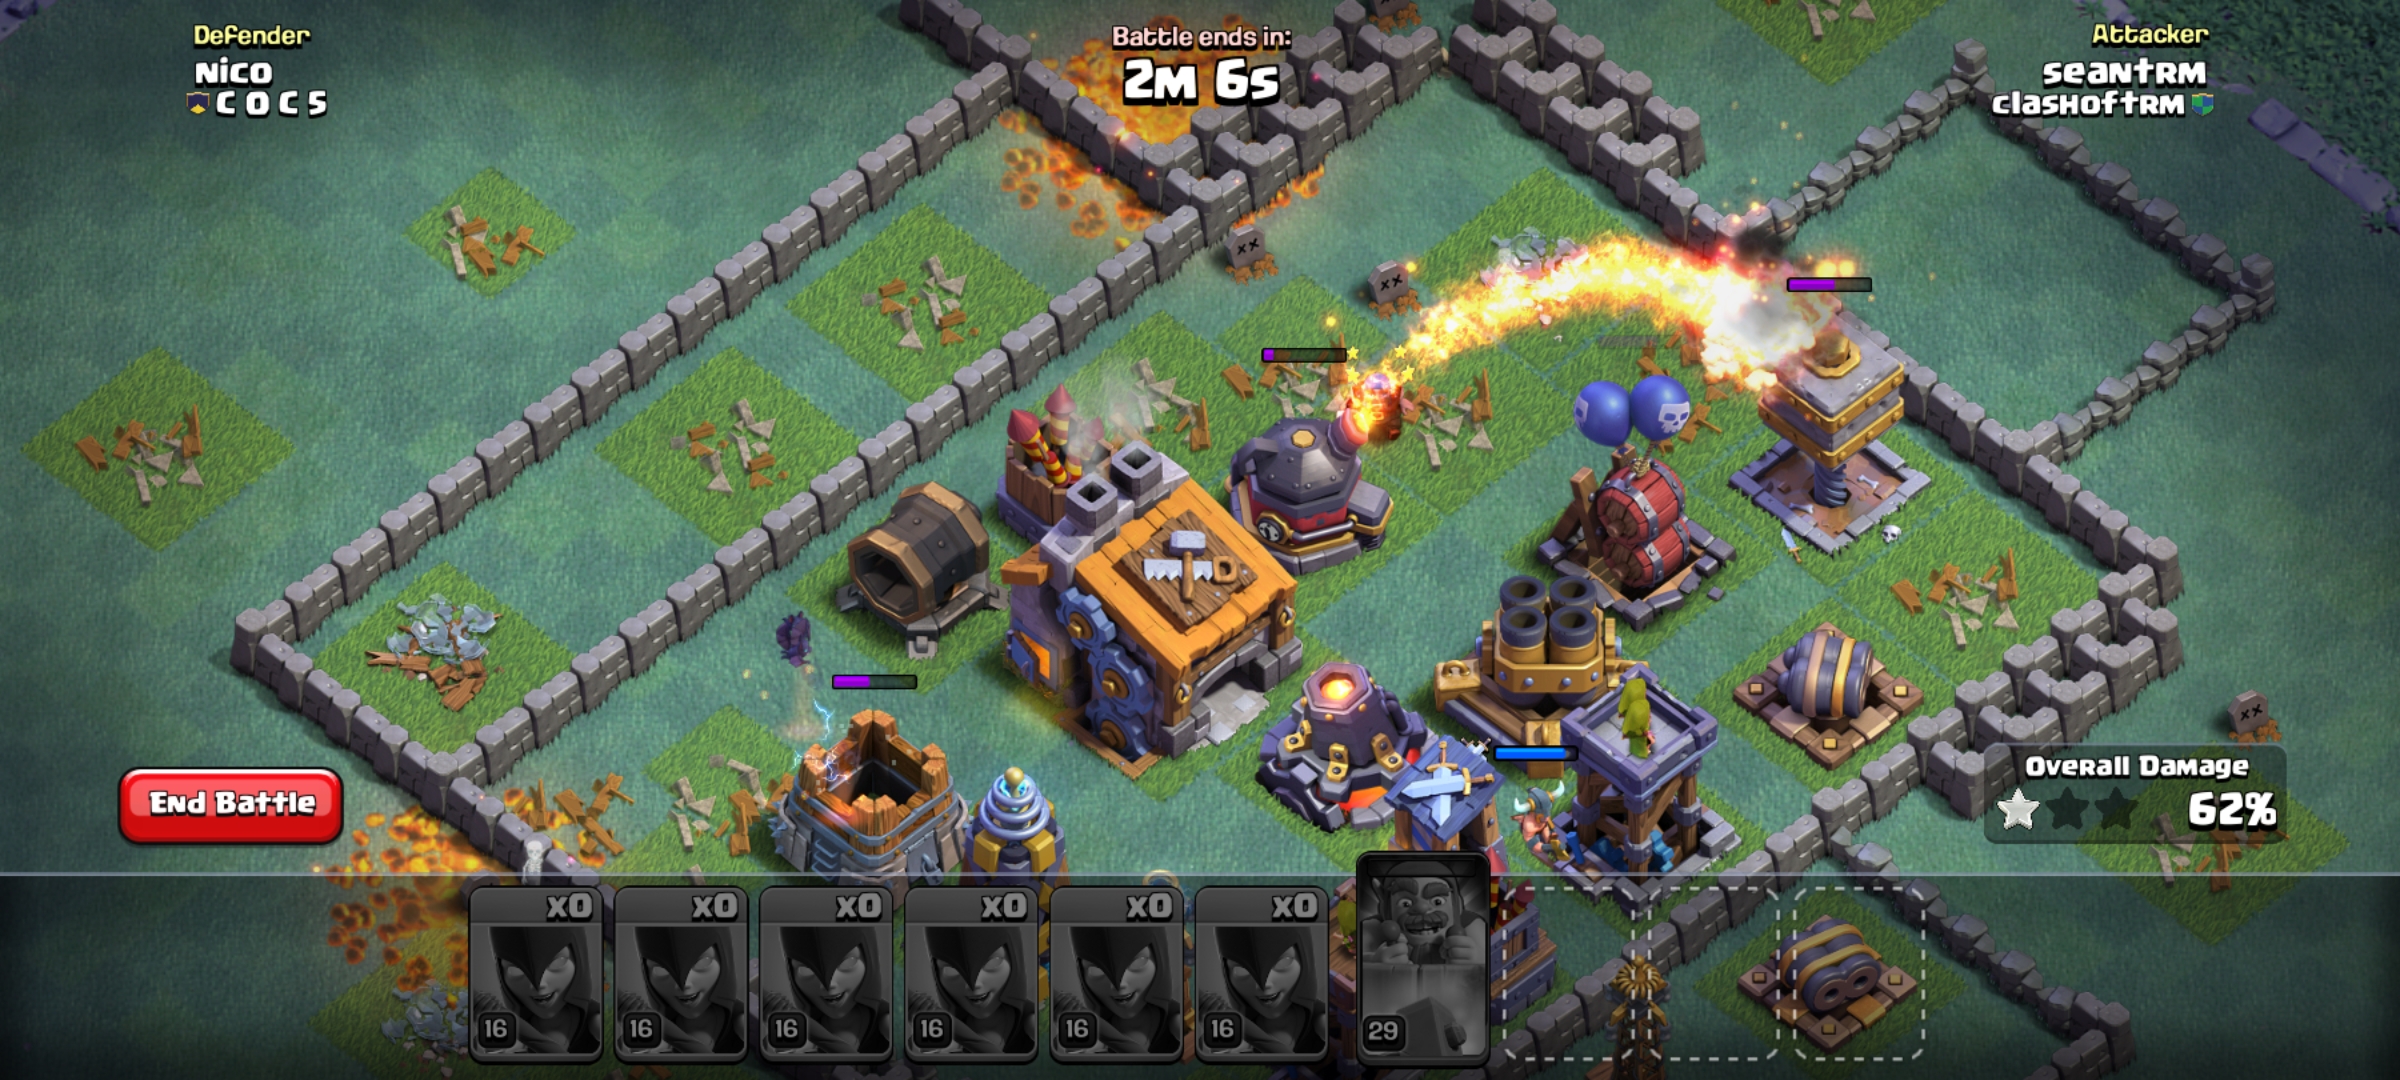 Defender
Nico
C O C 5
Battle ends in:
2M 6S
Attacker
seantrm
clashoftrm
End Battle
Overall Damage
62%
x0 x0 x0 x0 x0 x0
16 16 16 16 16 16 29